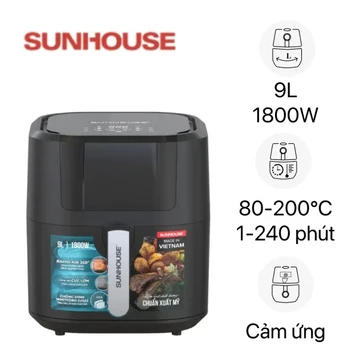 SUNHOUSE
9L
1800W
80-200°C
1-240 phút
Cảm ứng
9L | 1800W
SUNHOUSE
SUNHOUSE
MADE IN
VIETNAM
CHUẨN XUẤT MỸ